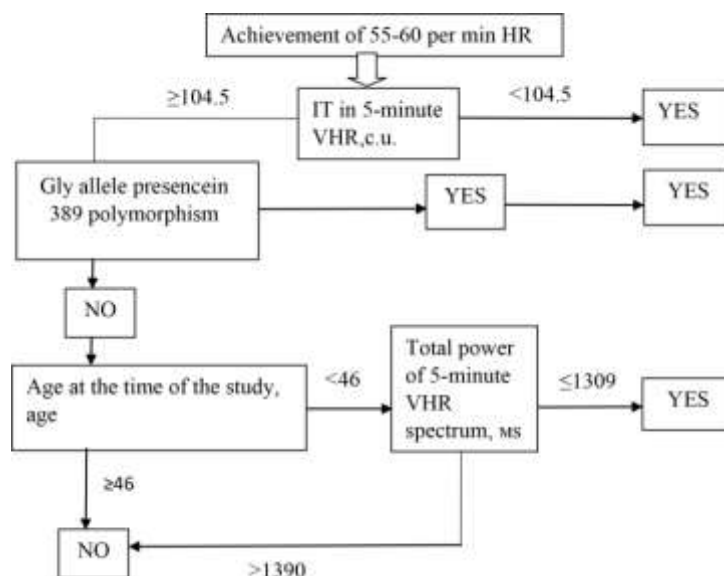 Achievement of 55-60 per min HR
≥104.5
IT in 5-minute
VHR,c.u.
<104.5
YES
Gly allele presencein
389 polymorphism
YES
YES
NO
Age at the time of the study,
age
<46
Total power
of 5-minute
VHR
spectrum, мs
≤1309
YES
≥46
NO
>1390